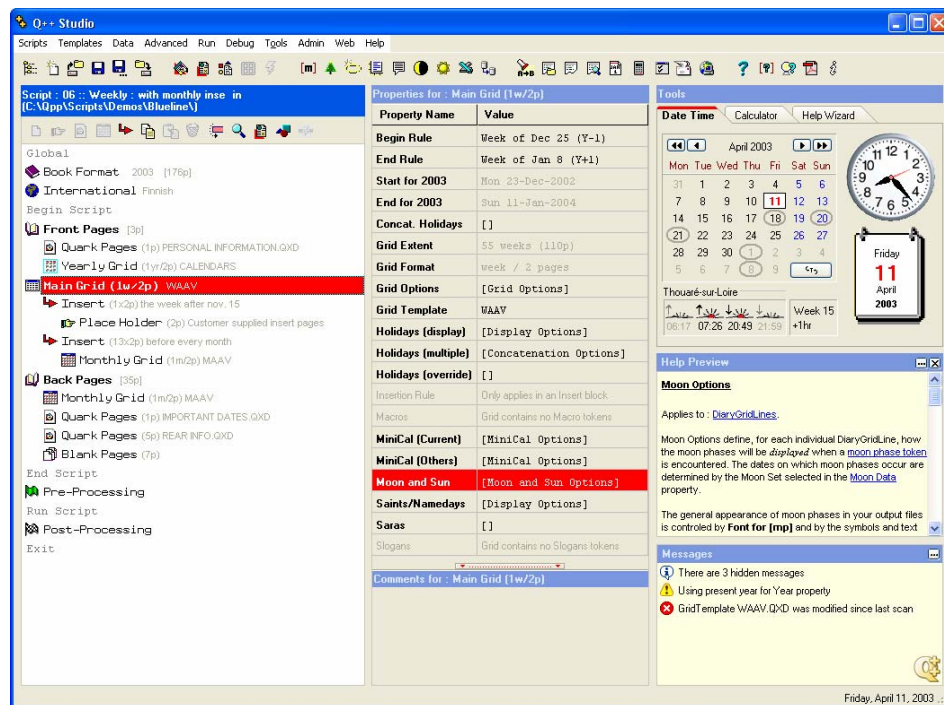 Q++ Studio
Scripts Templates Data Advanced Run Debug Tools Admin Web Help
Script : 06 :: Weekly : with monthly inse in
[C:\Qpp\Scripts\Demos\Blueline\]
Global
Book Format 2003 [176p]
International Finnish
Begin Script
Front Pages [3p]
Quark Pages (1p) PERSONAL INFORMATION.QXD
Yearly Grid (1yr/2p) CALENDARS
Main Grid (1w/2p) WAAV
Insert (1x2p) the week after nov. 15
Place Holder (2p) Customer supplied insert pages
Insert (13x2p) before every month
Monthly Grid (1m/2p) MAAV
Back Pages [35p]
Monthly Grid (1m/2p) MAAV
Quark Pages (1p) IMPORTANT DATES.QXD
Quark Pages (5p) REAR INFO.QXD
Blank Pages (7p)
End Script
Pre-Processing
Run Script
Post-Processing
Exit
Properties for : Main Grid (1w/2p)
Property Name Value
Begin Rule Week of Dec 25 (Y-1)
End Rule Week of Jan 8 (Y+1)
Start for 2003 Mon 23-Dec-2002
End for 2003 Sun 11-Jan-2004
Concat. Holidays []
Grid Extent 55 weeks (110p)
Grid Format week / 2 pages
Grid Options [Grid Options]
Grid Template WAAV
Holidays (display) [Display Options]
Holidays (multiple) [Concatenation Options]
Holidays (override) []
Insertion Rule Only applies in an Insert block
Macros Grid contains no Macro tokens
MiniCal (Current) [MiniCal Options]
MiniCal (Others) [MiniCal Options]
Moon and Sun [Moon and Sun Options]
Saints/Namedays [Display Options]
Saras []
Slogans Grid contains no Slogans tokens
Comments for : Main Grid (1w/2p)
Tools
Date Time Calculator Help Wizard
April 2003
Mon Tue Wed Thu Fri Sat Sun
31 1 2 3 4 5 6
7 8 9 10 11 12 13
14 15 16 17 18 19 20
21 22 23 24 25 26 27
28 29 30 1 2 3 4
5 6 7 8 9
Thouaré-sur-Loire
06:17 07:26 20:49 21:59
Week 15
+1hr
12 1 2 3 4 5 6 7 8 9 10 11
Friday
11
April
2003
Help Preview
Moon Options
Applies to : DiaryGridLines.
Moon Options define, for each individual DiaryGridLine, how
the moon phases will be displayed when a moon phase token
is encountered. The dates on which moon phases occur are
determined by the Moon Set selected in the Moon Data
property.
The general appearance of moon phases in your output files
is controled by Font for [mp] and by the symbols and text
Messages
There are 3 hidden messages
Using present year for Year property
GridTemplate WAAV.QXD was modified since last scan
Friday, April 11, 2003